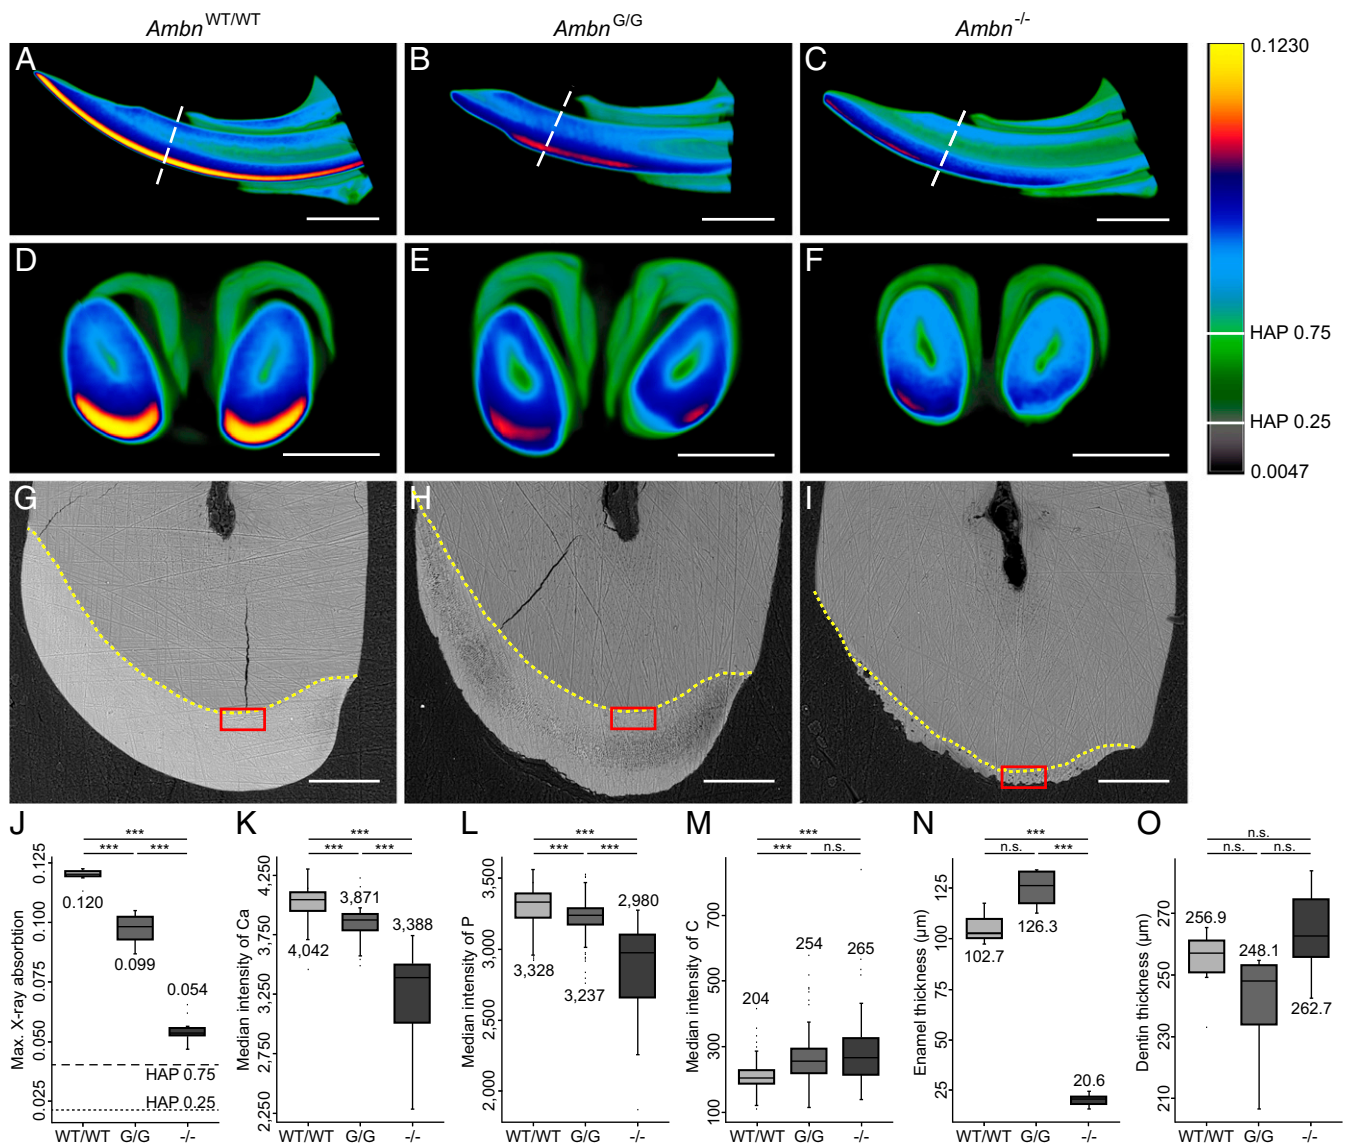 Ambn WT/WT
Ambn G/G
Ambn -/-
A
B
C
0.1230
D
E
F
HAP 0.75
HAP 0.25
0.0047
G
H
I
J
Max. X-ray absorbtion
0.125
0.100
0.075
0.050
0.025
***
*** ***
0.120
0.099
0.054
HAP 0.75
HAP 0.25
WT/WT G/G -/-
K
Median intensity of Ca
4,250
3,750
3,250
2,750
2,250
***
*** ***
4,042
3,871
3,388
WT/WT G/G -/-
L
Median intensity of P
3,500
3,000
2,500
2,000
***
*** ***
3,328
3,237
2,980
WT/WT G/G -/-
M
Median intensity of C
700
500
300
100
***
*** n.s.
204
254
265
WT/WT G/G -/-
N
Enamel thickness (μm)
125
100
75
50
25
***
n.s. ***
102.7
126.3
20.6
WT/WT G/G -/-
O
Dentin thickness (μm)
270
250
230
210
n.s.
n.s. n.s.
256.9
248.1
262.7
WT/WT G/G -/-